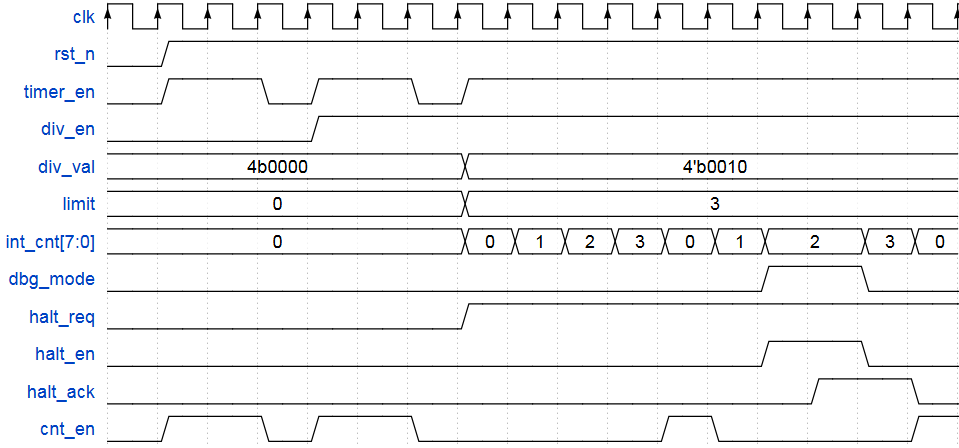 clk
rst_n
timer_en
div_en
div_val 4b0000 4'b0010
limit 0 3
int_cnt[7:0] 0 0 1 2 3 0 1 2 3 0
dbg_mode
halt_req
halt_en
halt_ack
cnt_en